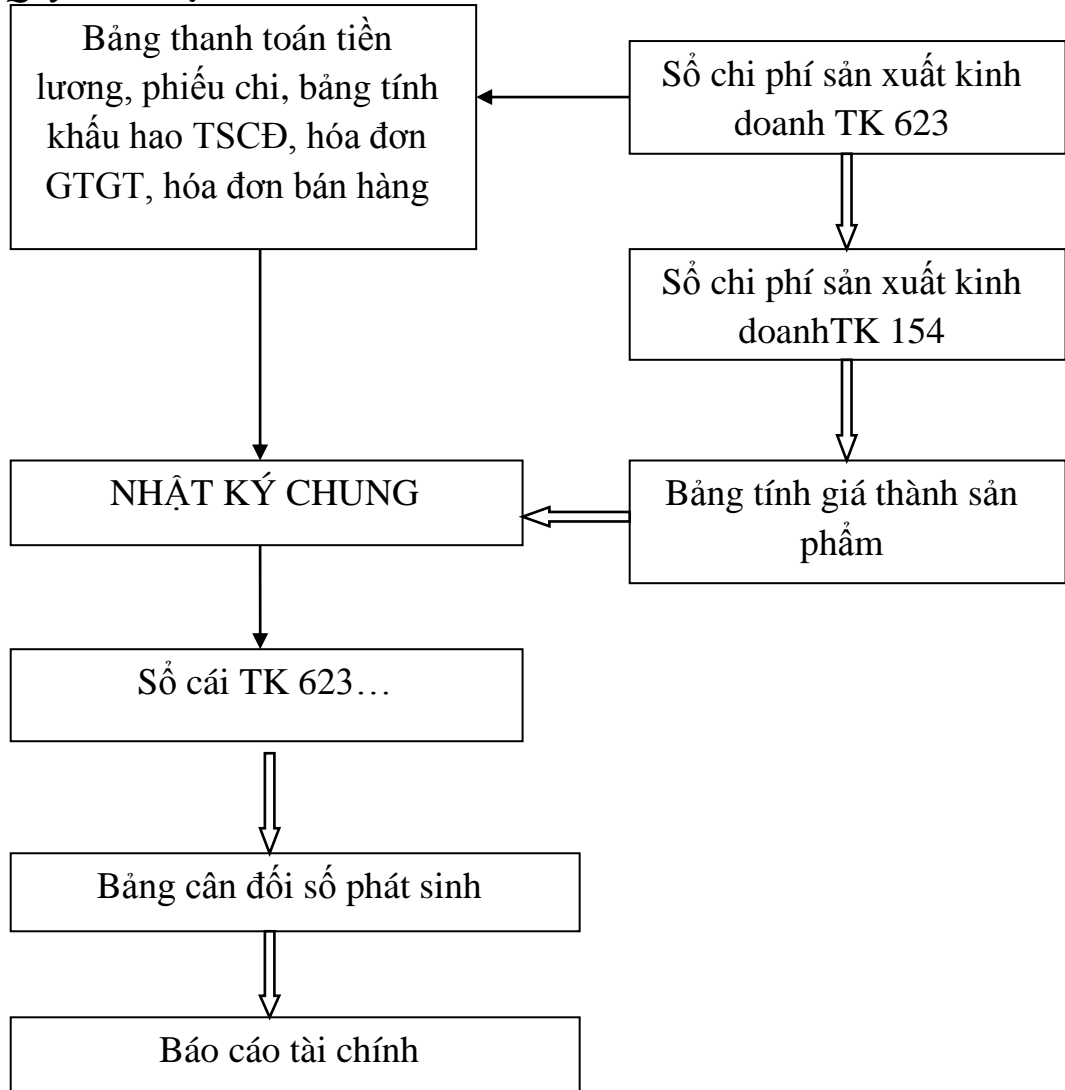 Bảng thanh toán tiền
lương, phiếu chi, bảng tính
khấu hao TSCĐ, hóa đơn
GTGT, hóa đơn bán hàng
Sổ chi phí sản xuất kinh
doanh TK 623
Sổ chi phí sản xuất kinh
doanhTK 154
NHẬT KÝ CHUNG
Bảng tính giá thành sản
phẩm
Sổ cái TK 623…
Bảng cân đối số phát sinh
Báo cáo tài chính